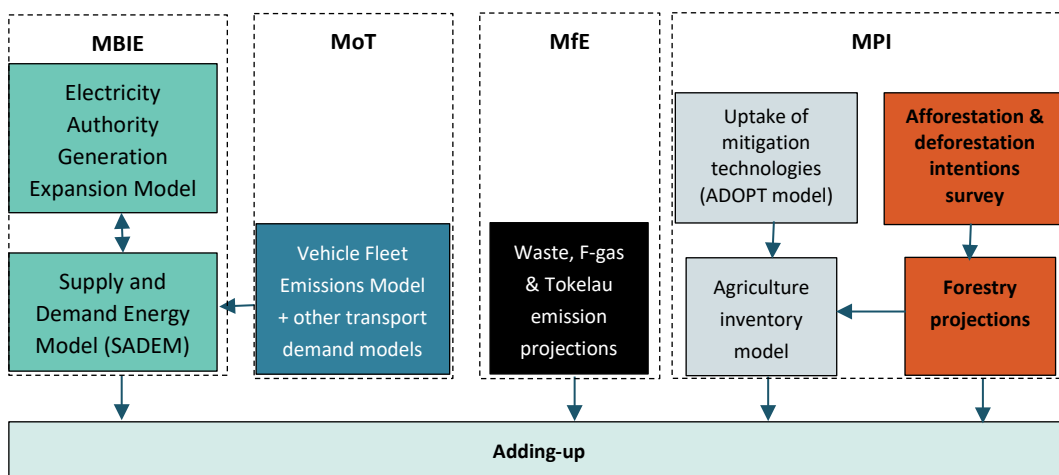 MBIE
Electricity
Authority
Generation
Expansion Model
Supply and
Demand Energy
Model (SADEM)
MoT
Vehicle Fleet
Emissions Model
+ other transport
demand models
MfE
Waste, F-gas
& Tokelau
emission
projections
MPI
Uptake of
mitigation
technologies
(ADOPT model)
Afforestation &
deforestation
intentions
survey
Agriculture
inventory
model
Forestry
projections
Adding-up